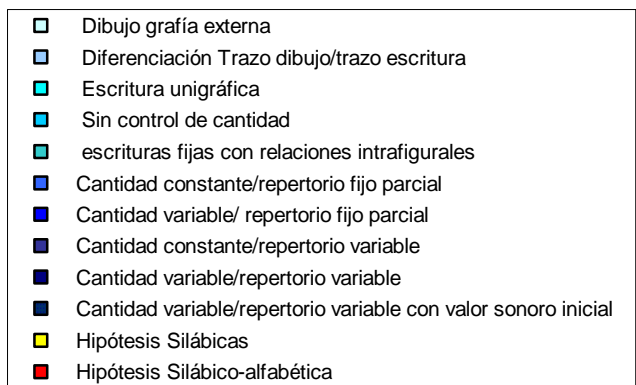 Dibujo grafía externa
Diferenciación Trazo dibujo/trazo escritura
Escritura unigráfica
Sin control de cantidad
escrituras fijas con relaciones intrafigurales
Cantidad constante/repertorio fijo parcial
Cantidad variable/ repertorio fijo parcial
Cantidad constante/repertorio variable
Cantidad variable/repertorio variable
Cantidad variable/repertorio variable con valor sonoro inicial
Hipótesis Silábicas
Hipótesis Silábico-alfabética